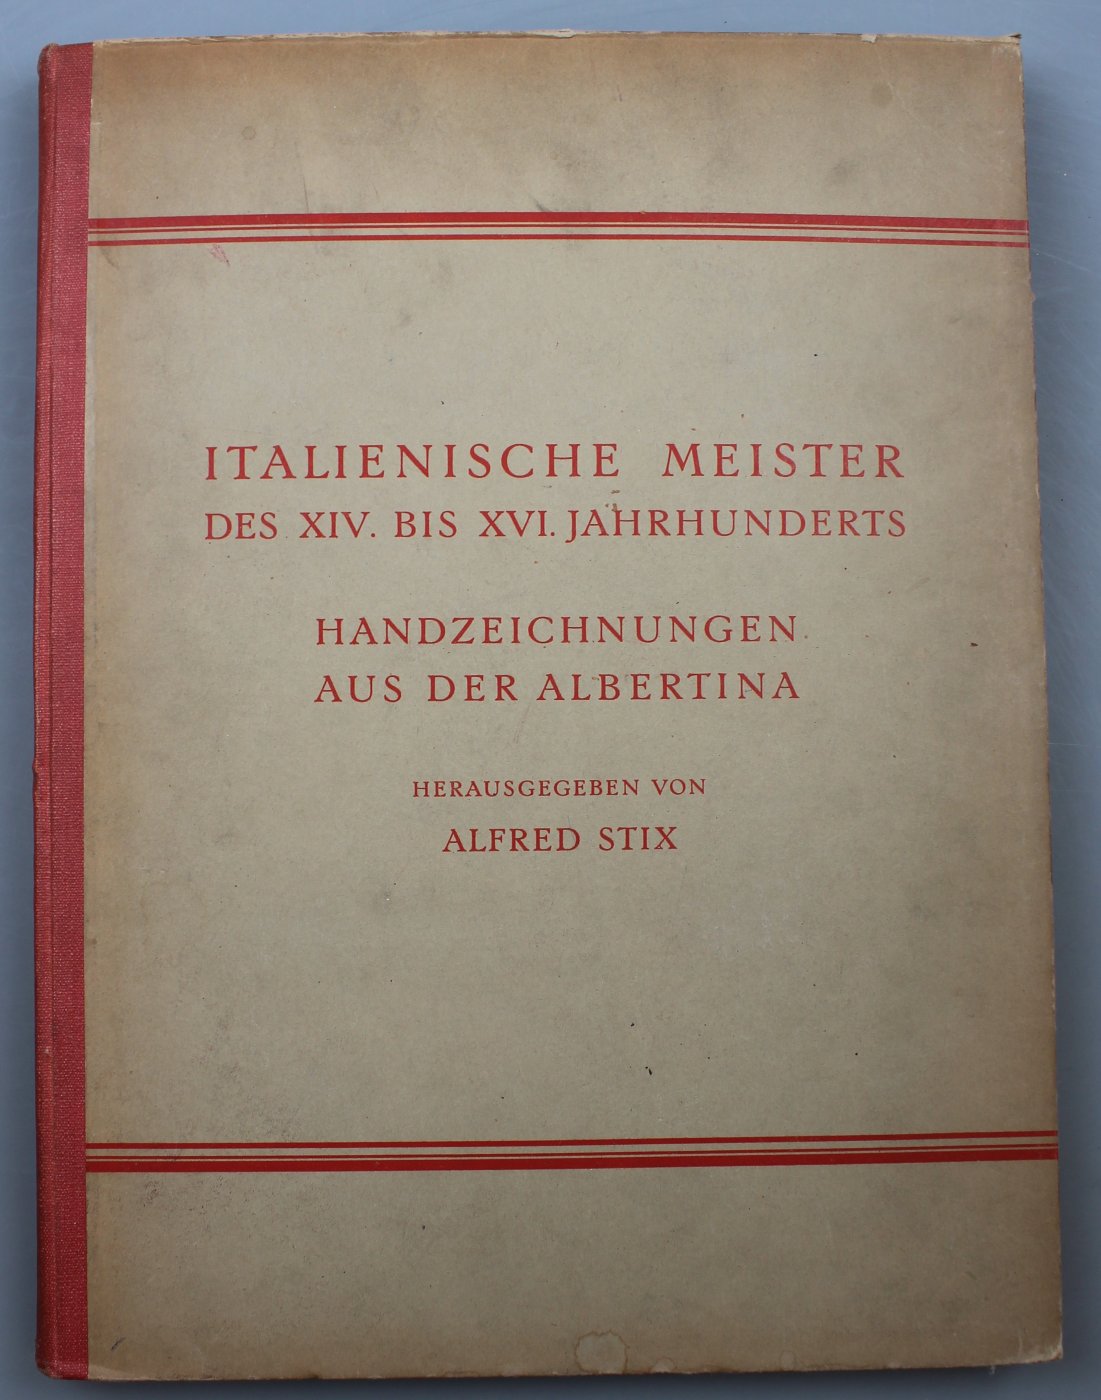 ITALIENISCHE MEISTER
DES XIV. BIS XVI. JAHRHUNDERTS
HANDZEICHNUNGEN
AUS DER ALBERTINA
HERAUSGEGEBEN VON
ALFRED STIX